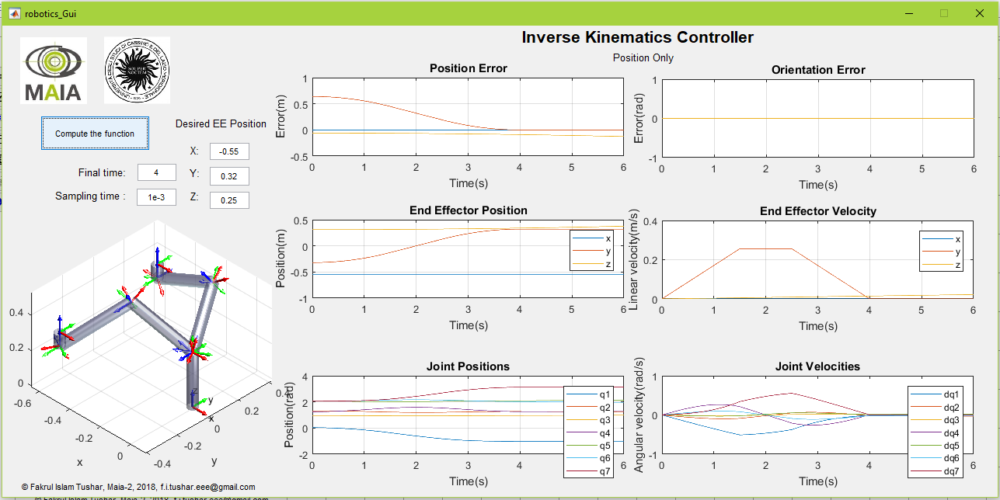 robotics_Gui
Inverse Kinematics Controller
Position Only
MAIA
SOL PER
NOCTEM
Compute the function
Desired EE Position
X: -0.55
Final time: 4
Y: 0.32
Sampling time : 1e-3
Z: 0.25
Position Error
Error(m)
1
0.5
0
-0.5
0 1 2 3 4 5 6
Time(s)
Orientation Error
Error(rad)
1
0
-1
0 1 2 3 4 5 6
Time(s)
End Effector Position
Position(m)
0.5
0
-0.5
-1
x
y
z
0 1 2 3 4 5 6
Time(s)
End Effector Velocity
Linear velocity(m/s)
0.4
0.2
0
x
y
z
0 1 2 3 4 5 6
Time(s)
0.4
0.2
0
-0.6
-0.4
-0.2
0
x
-0.4
-0.2
0
0.2
0.
y
z
y
x
Joint Positions
Position(rad)
4
2
0
-2
q1
q2
q3
q4
q5
q6
q7
0 1 2 3 4 5 6
Time(s)
Joint Velocities
Angular velocity(rad/s)
1
0
-1
dq1
dq2
dq3
dq4
dq5
dq6
dq7
0 1 2 3 4 5 6
Time(s)
© Fakrul Islam Tushar, Maia-2, 2018, f.i.tushar.eee@gmail.com